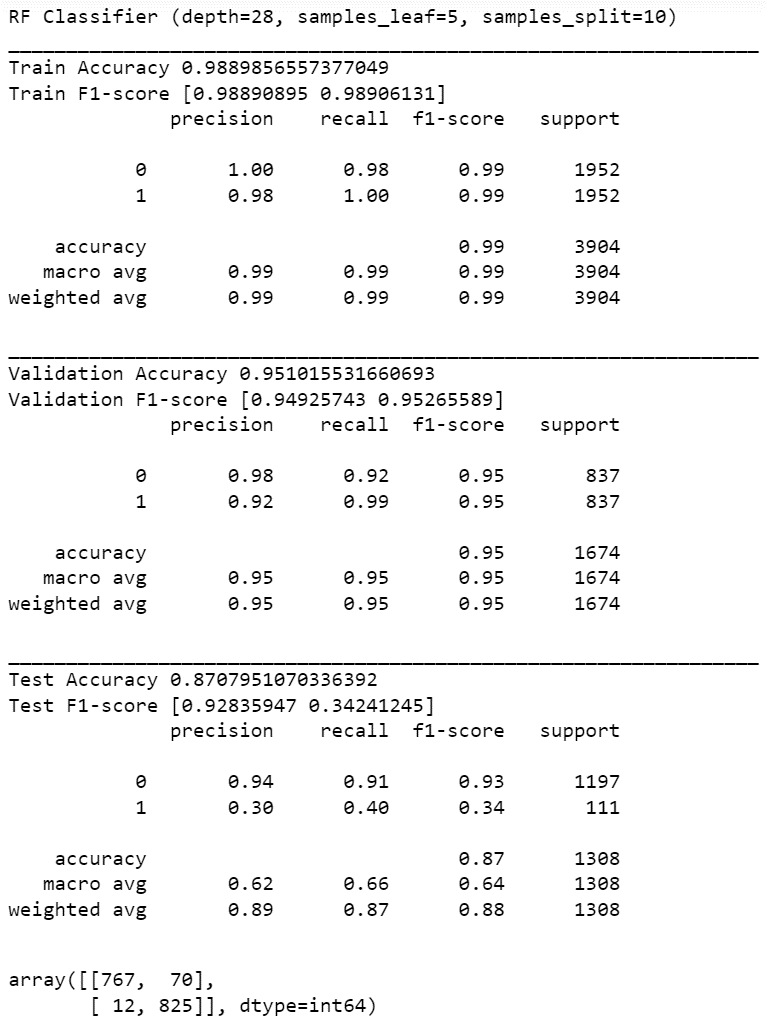 RF Classifier (depth=28, samples_leaf=5, samples_split=10)
Train Accuracy 0.9889856557377049
Train F1-score [0.98890895 0.98906131]
precision recall f1-score support
0 1.00 0.98 0.99 1952
1 0.98 1.00 0.99 1952
accuracy 0.99 3904
macro avg 0.99 0.99 0.99 3904
weighted avg 0.99 0.99 0.99 3904
Validation Accuracy 0.951015531660693
Validation F1-score [0.94925743 0.95265589]
precision recall f1-score support
0 0.98 0.92 0.95 837
1 0.92 0.99 0.95 837
accuracy 0.95 1674
macro avg 0.95 0.95 0.95 1674
weighted avg 0.95 0.95 0.95 1674
Test Accuracy 0.8707951070336392
Test F1-score [0.92835947 0.34241245]
precision recall f1-score support
0 0.94 0.91 0.93 1197
1 0.30 0.40 0.34 111
accuracy 0.87 1308
macro avg 0.62 0.66 0.64 1308
weighted avg 0.89 0.87 0.88 1308
array([[767, 70],
[ 12, 825]], dtype=int64)